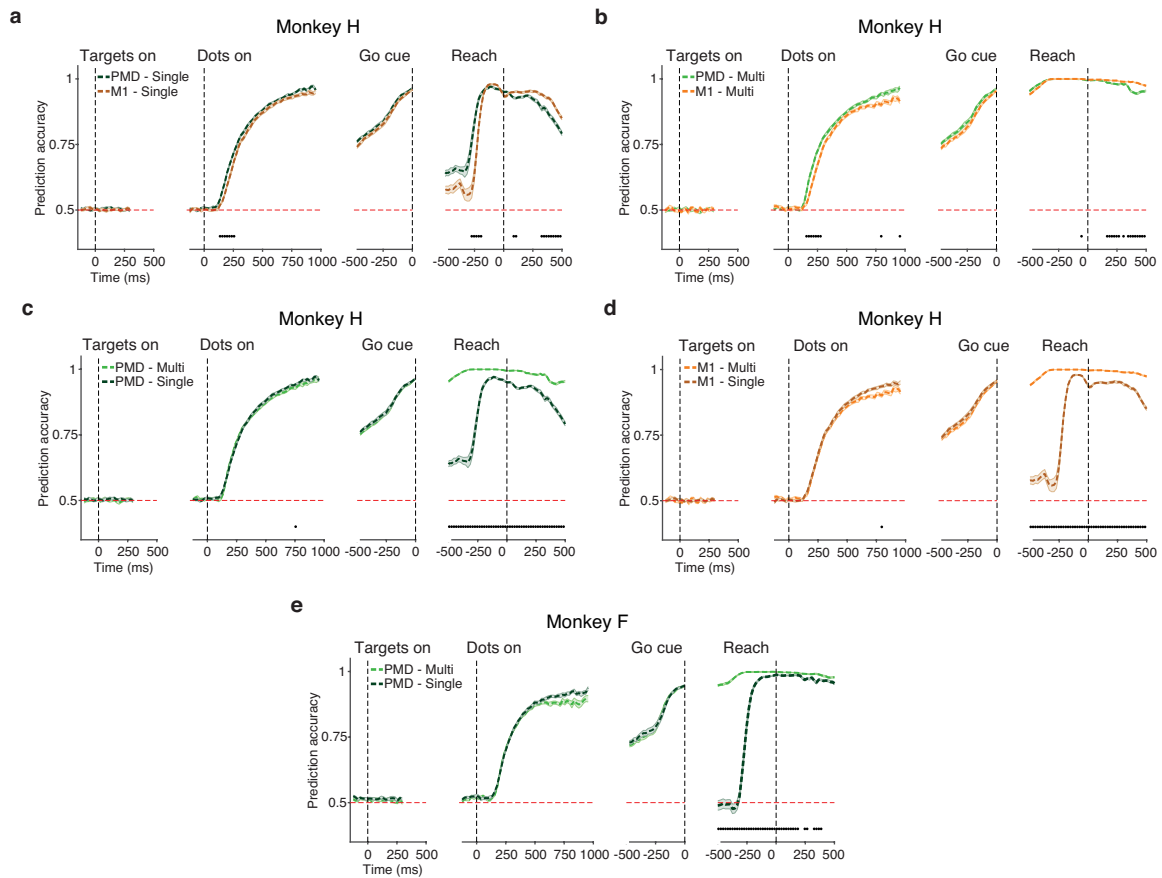 a
Monkey H
Targets on Dots on Go cue Reach
1
0.75
0.5
Prediction accuracy
PMD - Single
M1 - Single
0 500 0 250 500 750 1000 -500 -250 0 -500 -250 0 250 500
Time (ms)
b
Monkey H
Targets on Dots on Go cue Reach
1
0.75
0.5
Prediction accuracy
PMD - Multi
M1 - Multi
0 500 0 250 500 750 1000 -500 -250 0 -500 -250 0 250 500
Time (ms)
c
Monkey H
Targets on Dots on Go cue Reach
1
0.75
0.5
Prediction accuracy
PMD - Multi
PMD - Single
0 500 0 250 500 750 1000 -500 -250 0 -500 -250 0 250 500
Time (ms)
d
Monkey H
Targets on Dots on Go cue Reach
1
0.75
0.5
Prediction accuracy
M1 - Multi
M1 - Single
0 500 0 250 500 750 1000 -500 -250 0 -500 -250 0 250 500
Time (ms)
e
Monkey F
Targets on Dots on Go cue Reach
1
0.75
0.5
Prediction accuracy
PMD - Multi
PMD - Single
0 500 0 250 500 750 1000 -500 -250 0 -500 -250 0 250 500
Time (ms)